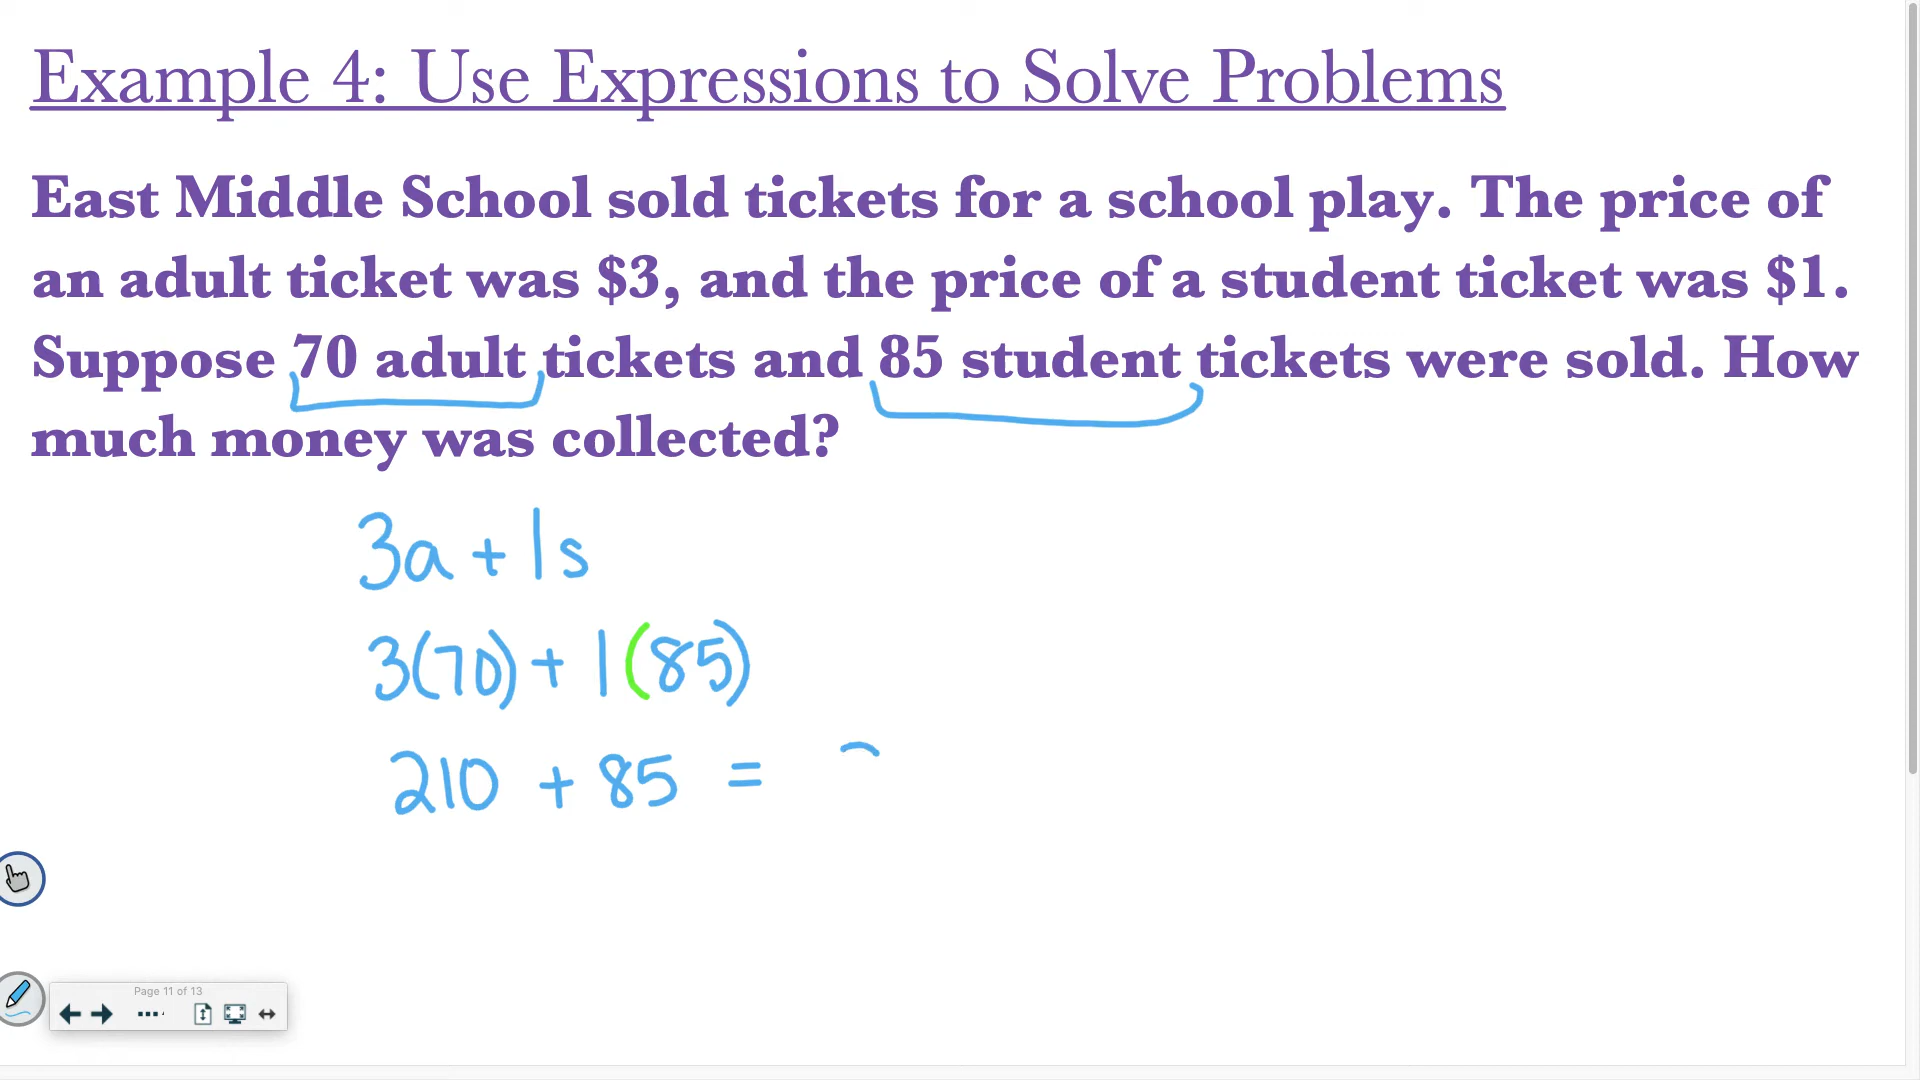 Example 4: Use Expressions to Solve Problems
East Middle School sold tickets for a school play. The price of
an adult ticket was $3, and the price of a student ticket was $1.
Suppose 70 adult tickets and 85 student tickets were sold. How
much money was collected?
3a + 1s
3(70) + 1(85)
210 + 85 =
Page 11 of 13